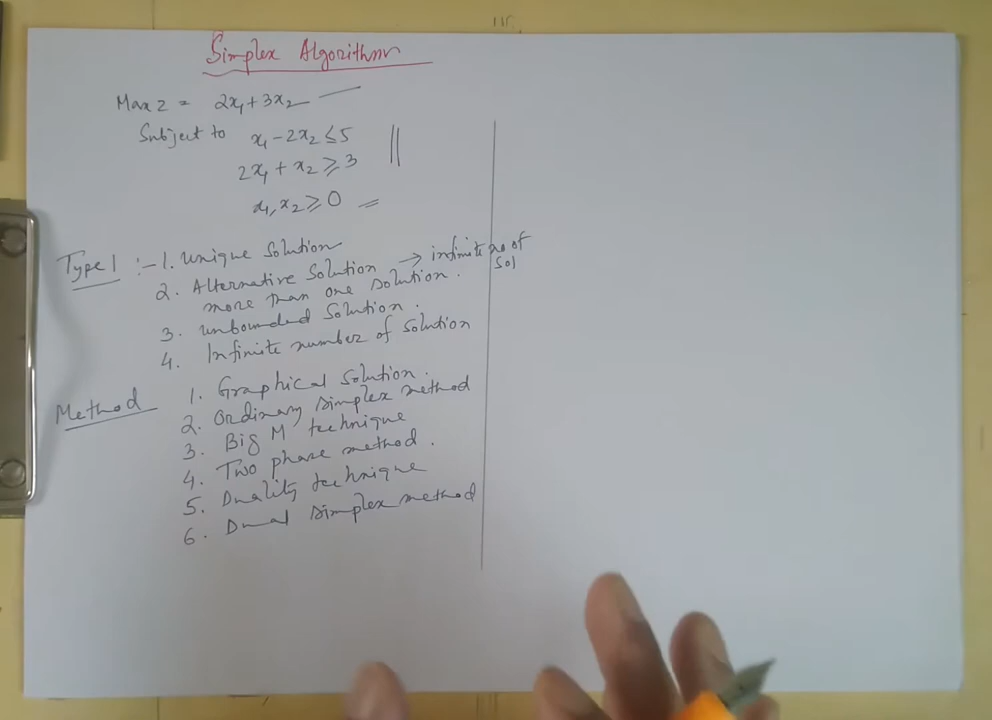 Simplex Algorithm
Max Z = 2x₁ + 3x₂
Subject to x₁ - 2x₂ ≤ 5
2x₁ + x₂ ≥ 3
x₁, x₂ ≥ 0
Type 1 :- 1. Unique Solution
2. Alternative Solution → infinite no of sol
more than one solution.
3. unbounded solution.
4. Infinite number of solution
Method 1. Graphical solution.
2. Ordinary simplex method
3. Big M technique
4. Two phase method.
5. Duality technique
6. Dual simplex method